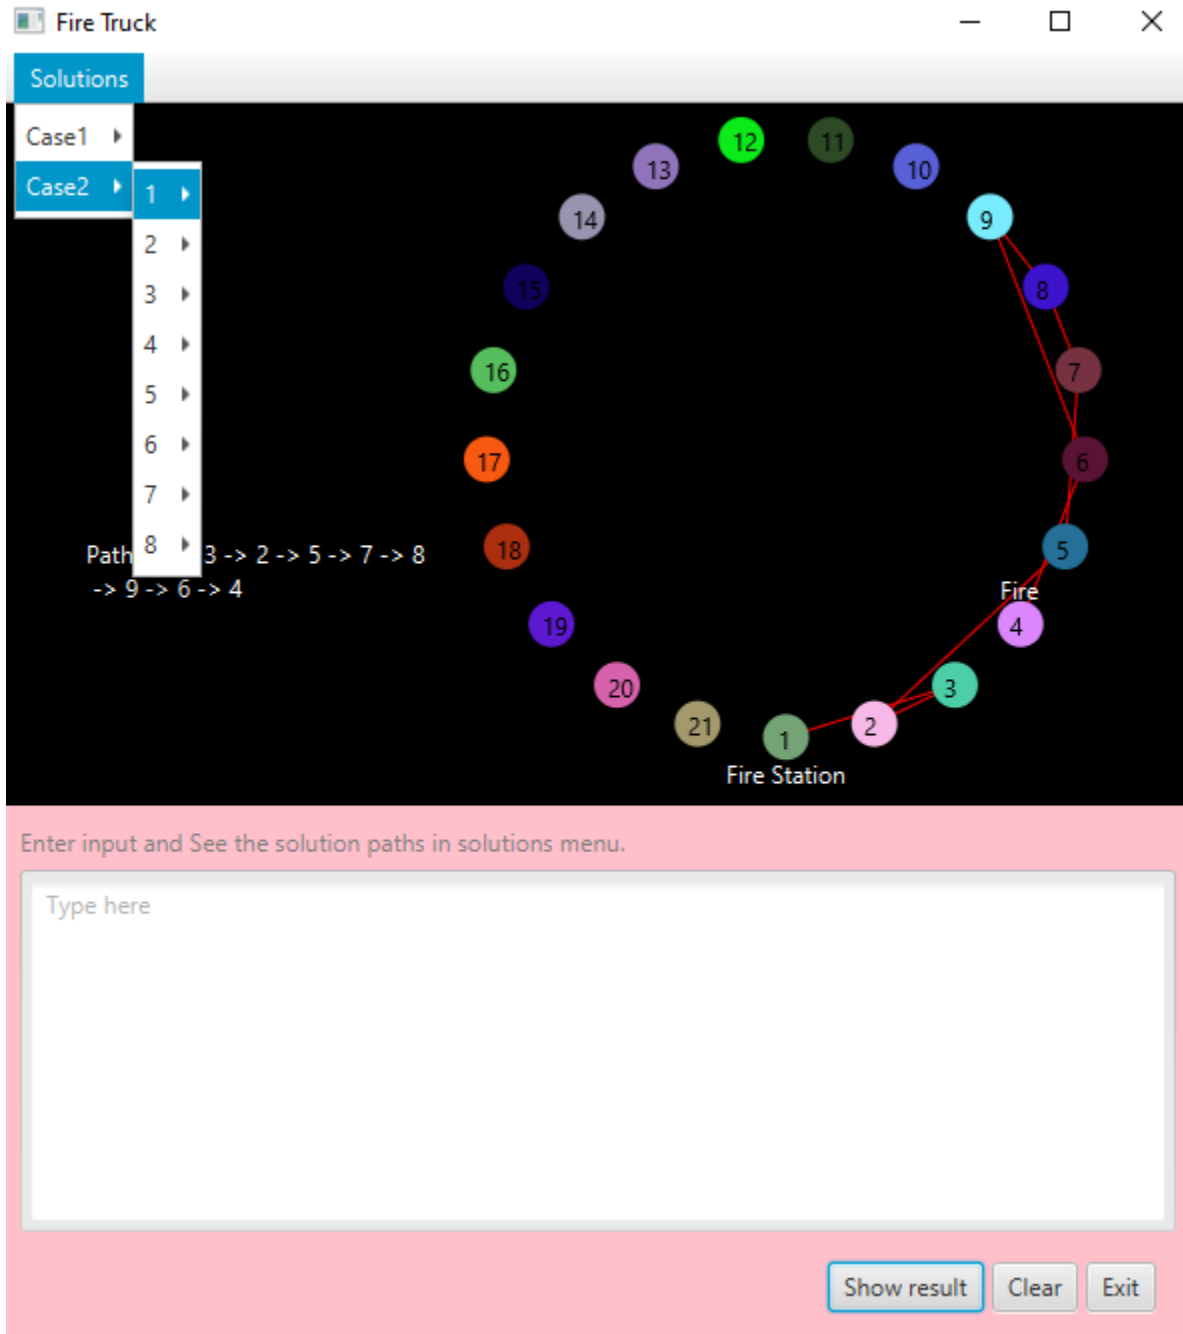 Fire Truck
Solutions
Case1
Case2
1
2
3
4
5
6
7
8
12
11
13
10
14
9
15
8
16
7
17
6
18
5
Path 3 -> 2 -> 5 -> 7 -> 8
-> 9 -> 6 -> 4
Fire
19
4
20
3
21
2
1
Fire Station
Enter input and See the solution paths in solutions menu.
Type here
Show result
Clear
Exit